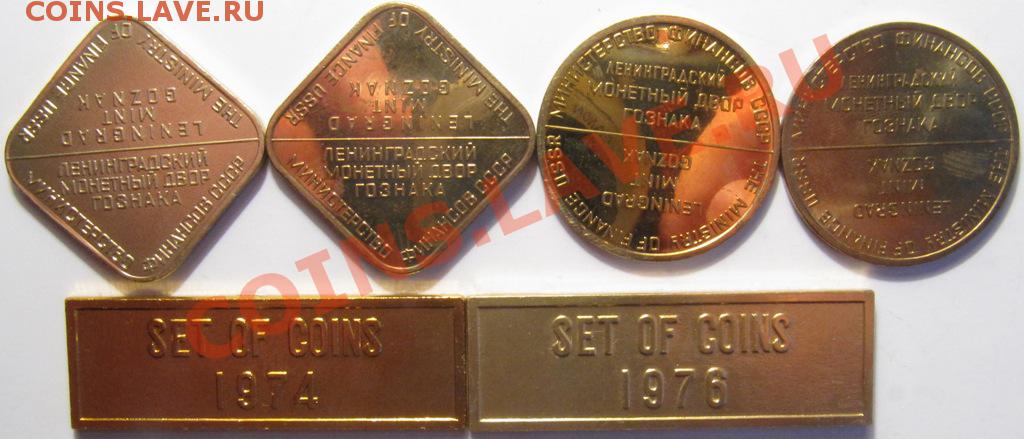 COINS.LAVE.RU
THE MINISTRY OF
FINANCE USSR
LENINGRAD
MINT
GOZNAK
ЛЕНИНГРАДСКИЙ
МОНЕТНЫЙ ДВОР
ГОЗНАКА
МИНИСТЕРСТВО
ФИНАНСОВ СССР
THE MINISTRY OF
FINANCE USSR
LENINGRAD
MINT
GOZNAK
ЛЕНИНГРАДСКИЙ
МОНЕТНЫЙ ДВОР
ГОЗНАКА
МИНИСТЕРСТВО
ФИНАНСОВ СССР
МИНИСТЕРСТВО ФИНАНСОВ СССР
ЛЕНИНГРАДСКИЙ
МОНЕТНЫЙ ДВОР
ГОЗНАКА
LENINGRAD
MINT
GOZNAK
THE MINISTRY OF FINANCE USSR
МИНИСТЕРСТВО ФИНАНСОВ СССР
ЛЕНИНГРАДСКИЙ
МОНЕТНЫЙ ДВОР
ГОЗНАКА
LENINGRAD
MINT
GOZNAK
THE MINISTRY OF FINANCE USSR
SET OF COINS
1974
SET OF COINS
1976
COINS.LAVE.RU